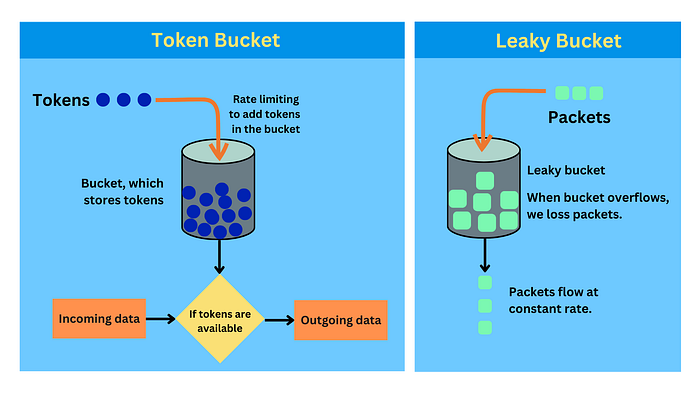 Token Bucket
Tokens
Rate limiting
to add tokens
in the bucket
Bucket, which
stores tokens
Incoming data
If tokens are
available
Outgoing data
Leaky Bucket
Packets
Leaky bucket
When bucket overflows,
we loss packets.
Packets flow at
constant rate.